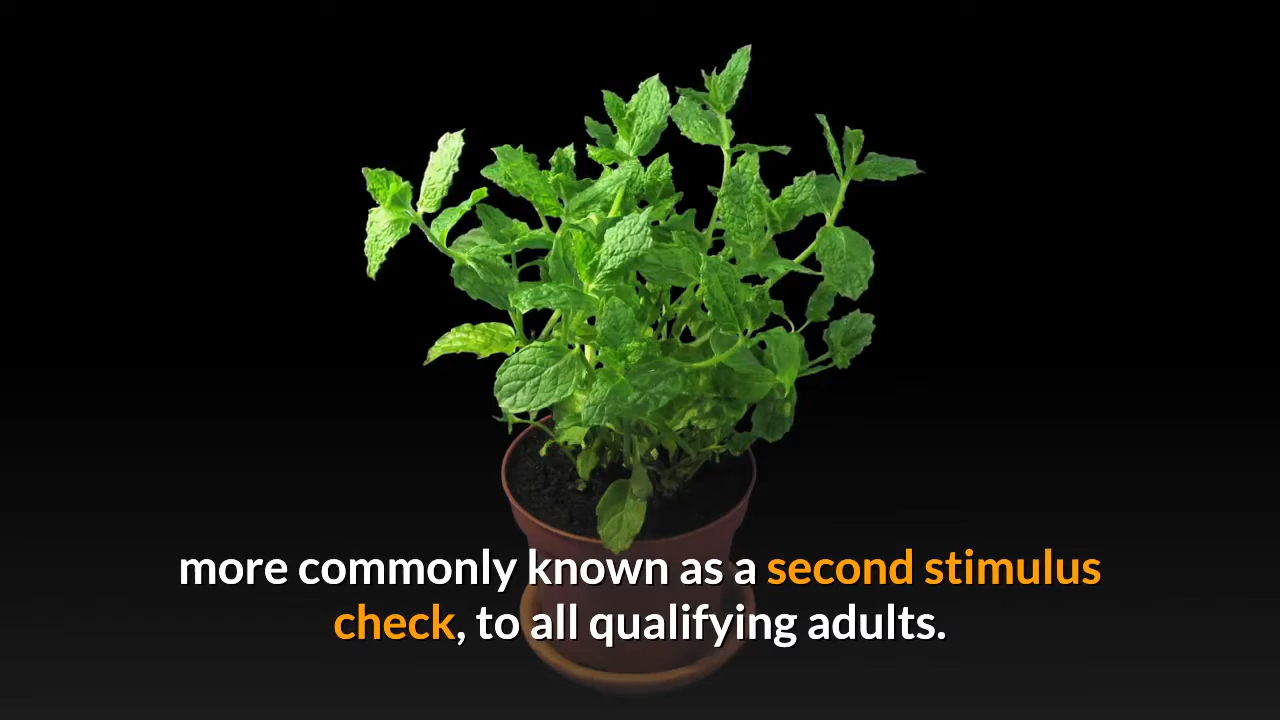 more commonly known as a second stimulus
check, to all qualifying adults.